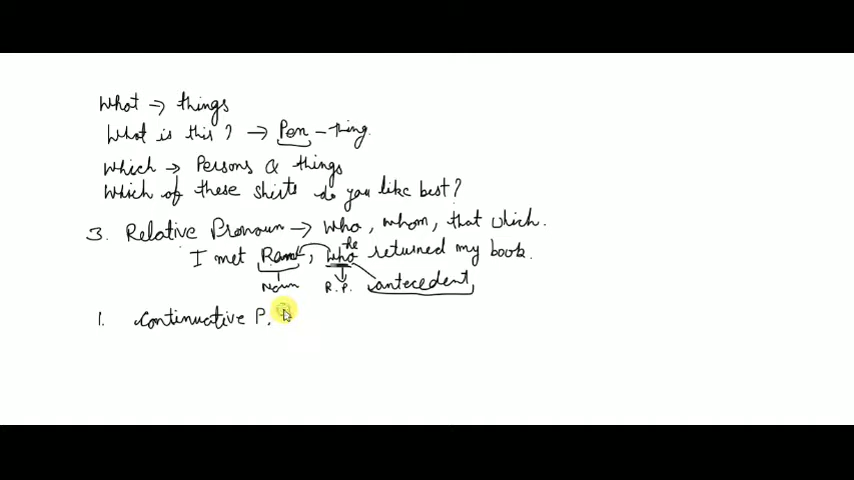 What → things
What is this? → Pen - thing.
Which → Persons & things
Which of these shirts do you like best?
3. Relative Pronoun → who, whom, that which.
he
I met Ram, who returned my book.
Noun R.P. antecedent
1. Continuative P.